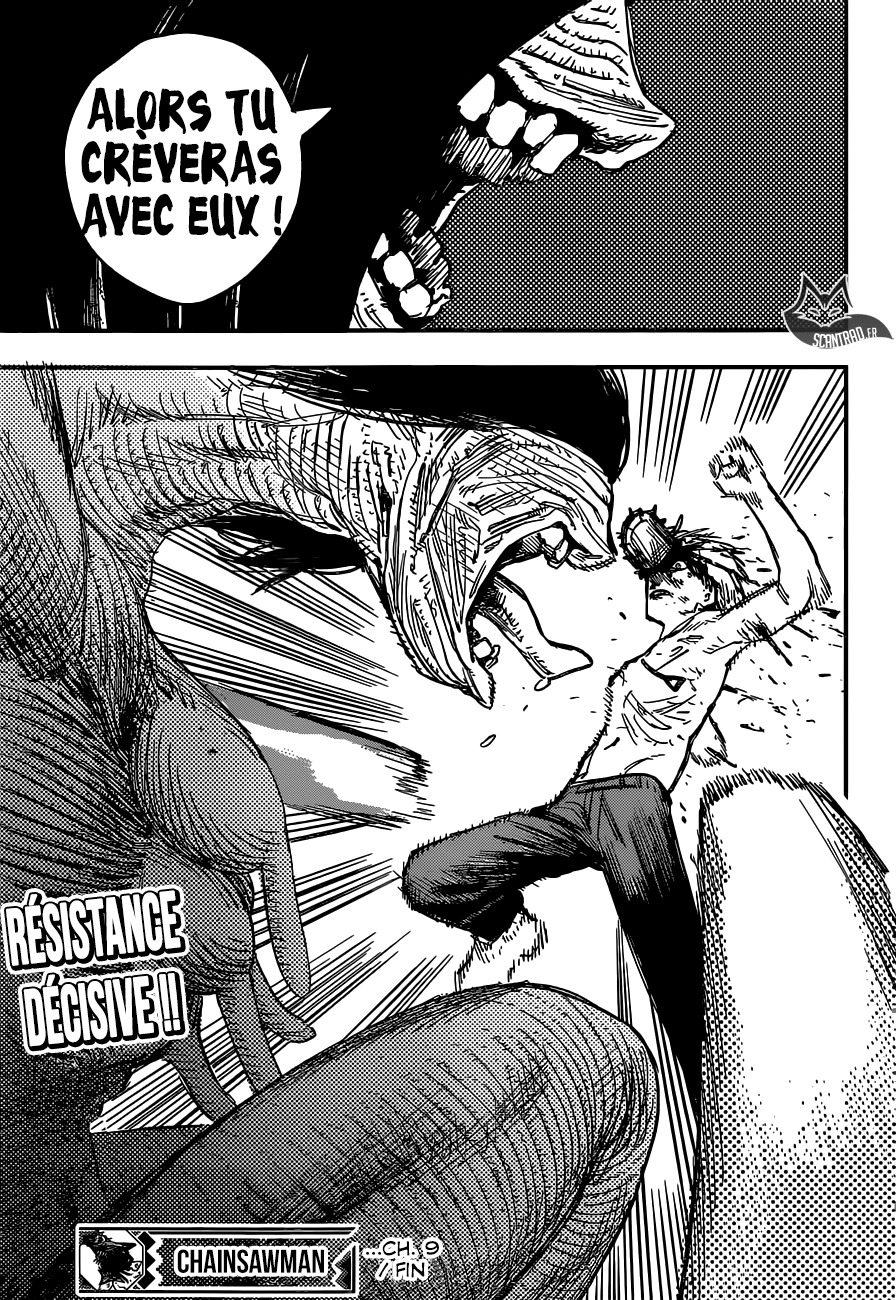 ALORS TU
CRÈVERAS
AVEC EUX !
SCANTRAD.FR
RÉSISTANCE
DÉCISIVE !!
CHAINSAWMAN
...CH. 9
/ FIN